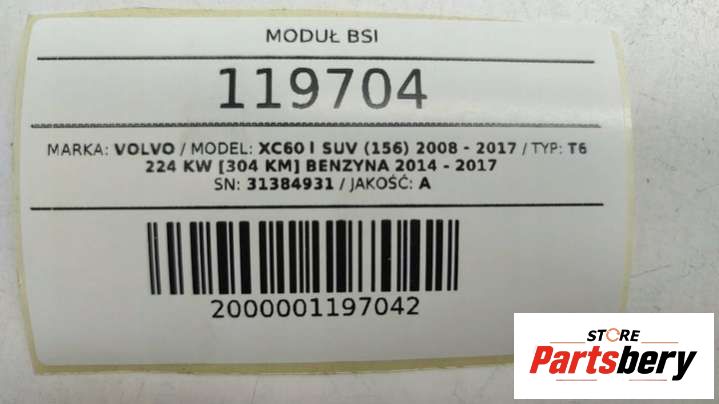 MODUŁ BSI
119704
MARKA: VOLVO / MODEL: XC60 I SUV (156) 2008 - 2017 / TYP: T6
224 KW [304 KM] BENZYNA 2014 - 2017
SN: 31384931 / JAKOŚĆ: A
2000001197042
STORE
Partsbery